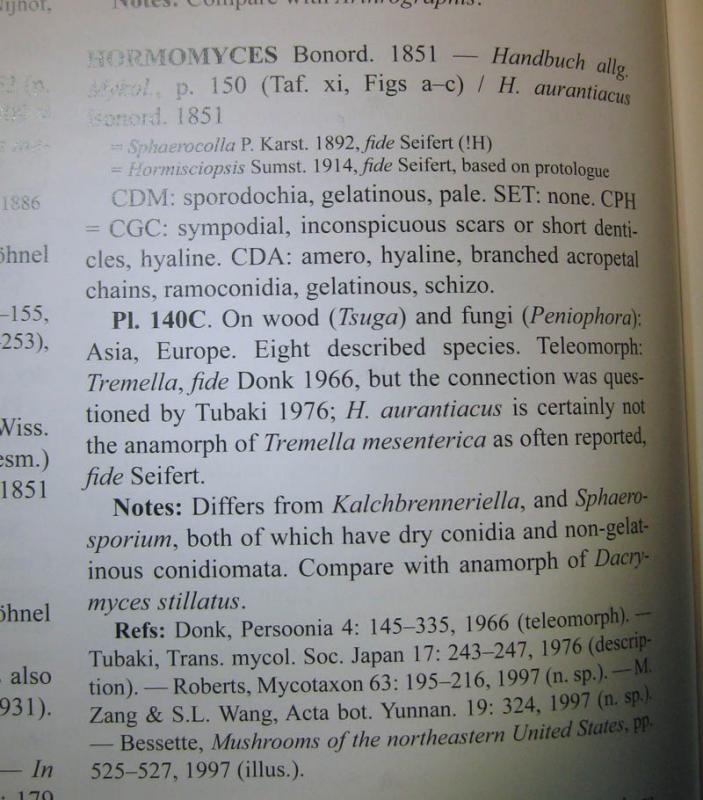 Notes: Compare with Arthrographis.
HORMOMYCES Bonord. 1851 — Handbuch allg.
Mykol., p. 150 (Taf. xi, Figs a–c) / H. aurantiacus
Bonord. 1851
= Sphaerocolla P. Karst. 1892, fide Seifert (!H)
= Hormisciopsis Sumst. 1914, fide Seifert, based on protologue
CDM: sporodochia, gelatinous, pale. SET: none. CPH
= CGC: sympodial, inconspicuous scars or short denti-
cles, hyaline. CDA: amero, hyaline, branched acropetal
chains, ramoconidia, gelatinous, schizo.
Pl. 140C. On wood (Tsuga) and fungi (Peniophora):
Asia, Europe. Eight described species. Teleomorph:
Tremella, fide Donk 1966, but the connection was ques-
tioned by Tubaki 1976; H. aurantiacus is certainly not
the anamorph of Tremella mesenterica as often reported,
fide Seifert.
Notes: Differs from Kalchbrenneriella, and Sphaero-
sporium, both of which have dry conidia and non-gelat-
inous conidiomata. Compare with anamorph of Dacry-
myces stillatus.
Refs: Donk, Persoonia 4: 145–335, 1966 (teleomorph). —
Tubaki, Trans. mycol. Soc. Japan 17: 243–247, 1976 (descrip-
tion). — Roberts, Mycotaxon 63: 195–216, 1997 (n. sp.). — M.
Zang & S.L. Wang, Acta bot. Yunnan. 19: 324, 1997 (n. sp.).
— Bessette, Mushrooms of the northeastern United States, pp.
525–527, 1997 (illus.).
1886
öhnel
–155,
253),
Wiss.
esm.)
1851
öhnel
also
931).
— In
: 179